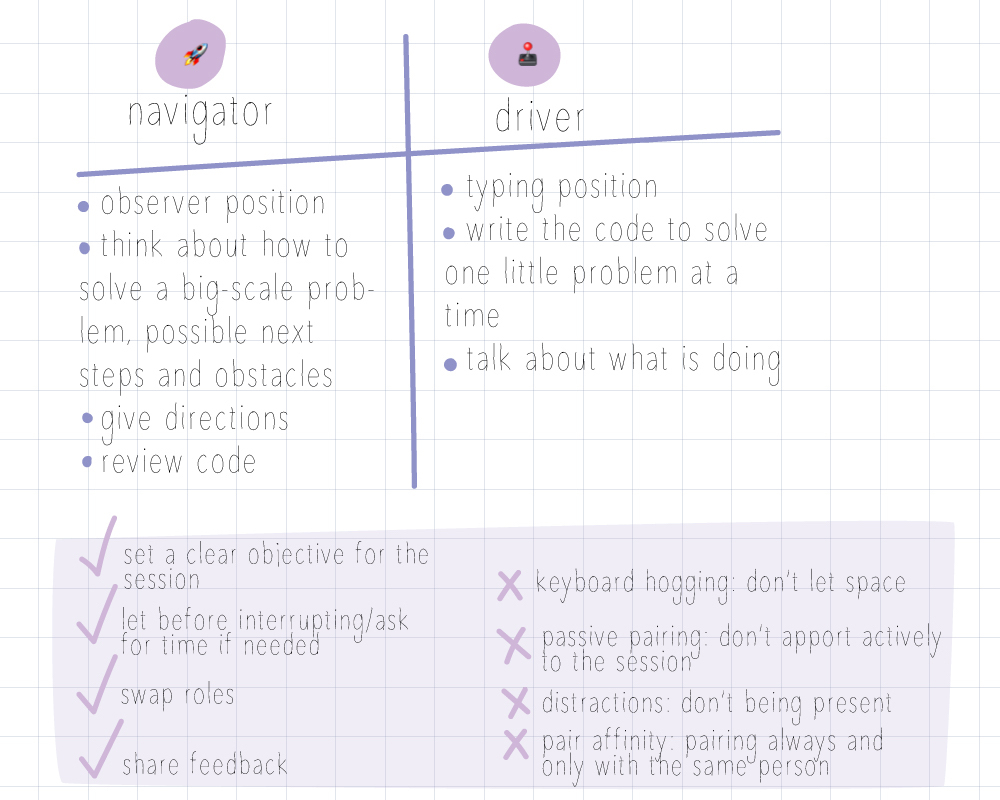 navigator
observer position
think about how to
solve a big-scale prob-
lem, possible next
steps and obstacles
give directions
review code
driver
typing position
write the code to solve
one little problem at a
time
talk about what is doing
set a clear objective for the
session
let before interrupting/ask
for time if needed
swap roles
share feedback
keyboard hogging: don't let space
passive pairing: don't apport actively
to the session
distractions: don't being present
pair affinity: pairing always and
only with the same person